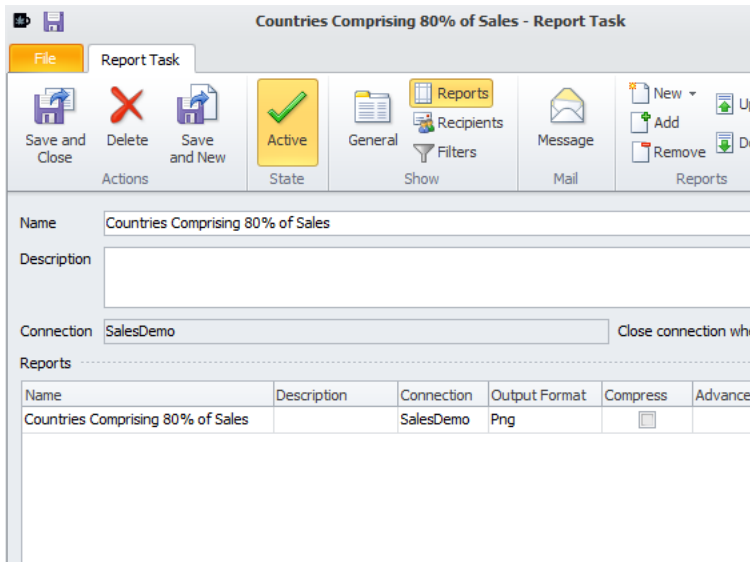 Countries Comprising 80% of Sales - Report Task
File Report Task
Save and Close Delete Save and New Active General Reports Recipients Filters Message New Add Remove
Actions State Show Mail Reports
Name Countries Comprising 80% of Sales
Description
Connection SalesDemo Close connection
Reports
Name Description Connection Output Format Compress
Countries Comprising 80% of Sales SalesDemo Png